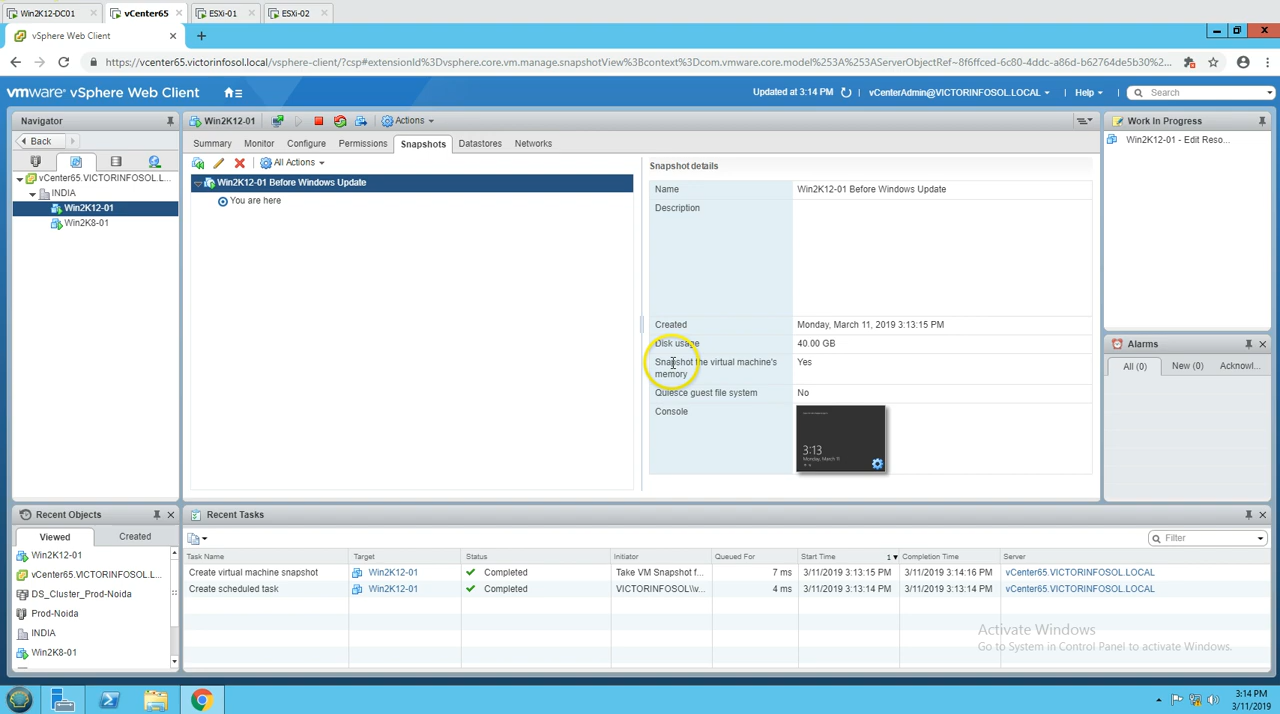 Win2K12-DC01
vCenter65
ESXi-01
ESXi-02
vSphere Web Client
https://vcenter65.victorinfosol.local/vsphere-client/?csp#extensionId%3Dvsphere.core.vm.manage.snapshotView%3Bcontext%3Dcom.vmware.core.model%253A%253AServerObjectRef~8f6ffced-6c80-4ddc-a86d-b62764de5b30%25...
vmware® vSphere Web Client
Updated at 3:14 PM
vCenterAdmin@VICTORINFOSOL.LOCAL
Help
Search
Navigator
Back
vCenter65.VICTORINFOSOL.L...
INDIA
Win2K12-01
Win2K8-01
Win2K12-01
Actions
Summary Monitor Configure Permissions Snapshots Datastores Networks
All Actions
Win2K12-01 Before Windows Update
You are here
Snapshot details
Name Win2K12-01 Before Windows Update
Description
Created Monday, March 11, 2019 3:13:15 PM
Disk usage 40.00 GB
Snapshot the virtual machine's memory Yes
Quiesce guest file system No
Console
3:13
Monday, March 11
Work In Progress
Win2K12-01 - Edit Reso...
Alarms
All (0) New (0) Acknowl...
Recent Objects
Viewed Created
Win2K12-01
vCenter65.VICTORINFOSOL.L...
DS_Cluster_Prod-Noida
Prod-Noida
INDIA
Win2K8-01
Recent Tasks
Filter
Task Name Target Status Initiator Queued For Start Time 1 Completion Time Server
Create virtual machine snapshot Win2K12-01 Completed Take VM Snapshot f... 7 ms 3/11/2019 3:13:15 PM 3/11/2019 3:14:16 PM vCenter65.VICTORINFOSOL.LOCAL
Create scheduled task Win2K12-01 Completed VICTORINFOSOL\\v... 4 ms 3/11/2019 3:13:14 PM 3/11/2019 3:13:14 PM vCenter65.VICTORINFOSOL.LOCAL
Activate Windows
Go to System in Control Panel to activate Windows.
3:14 PM
3/11/2019